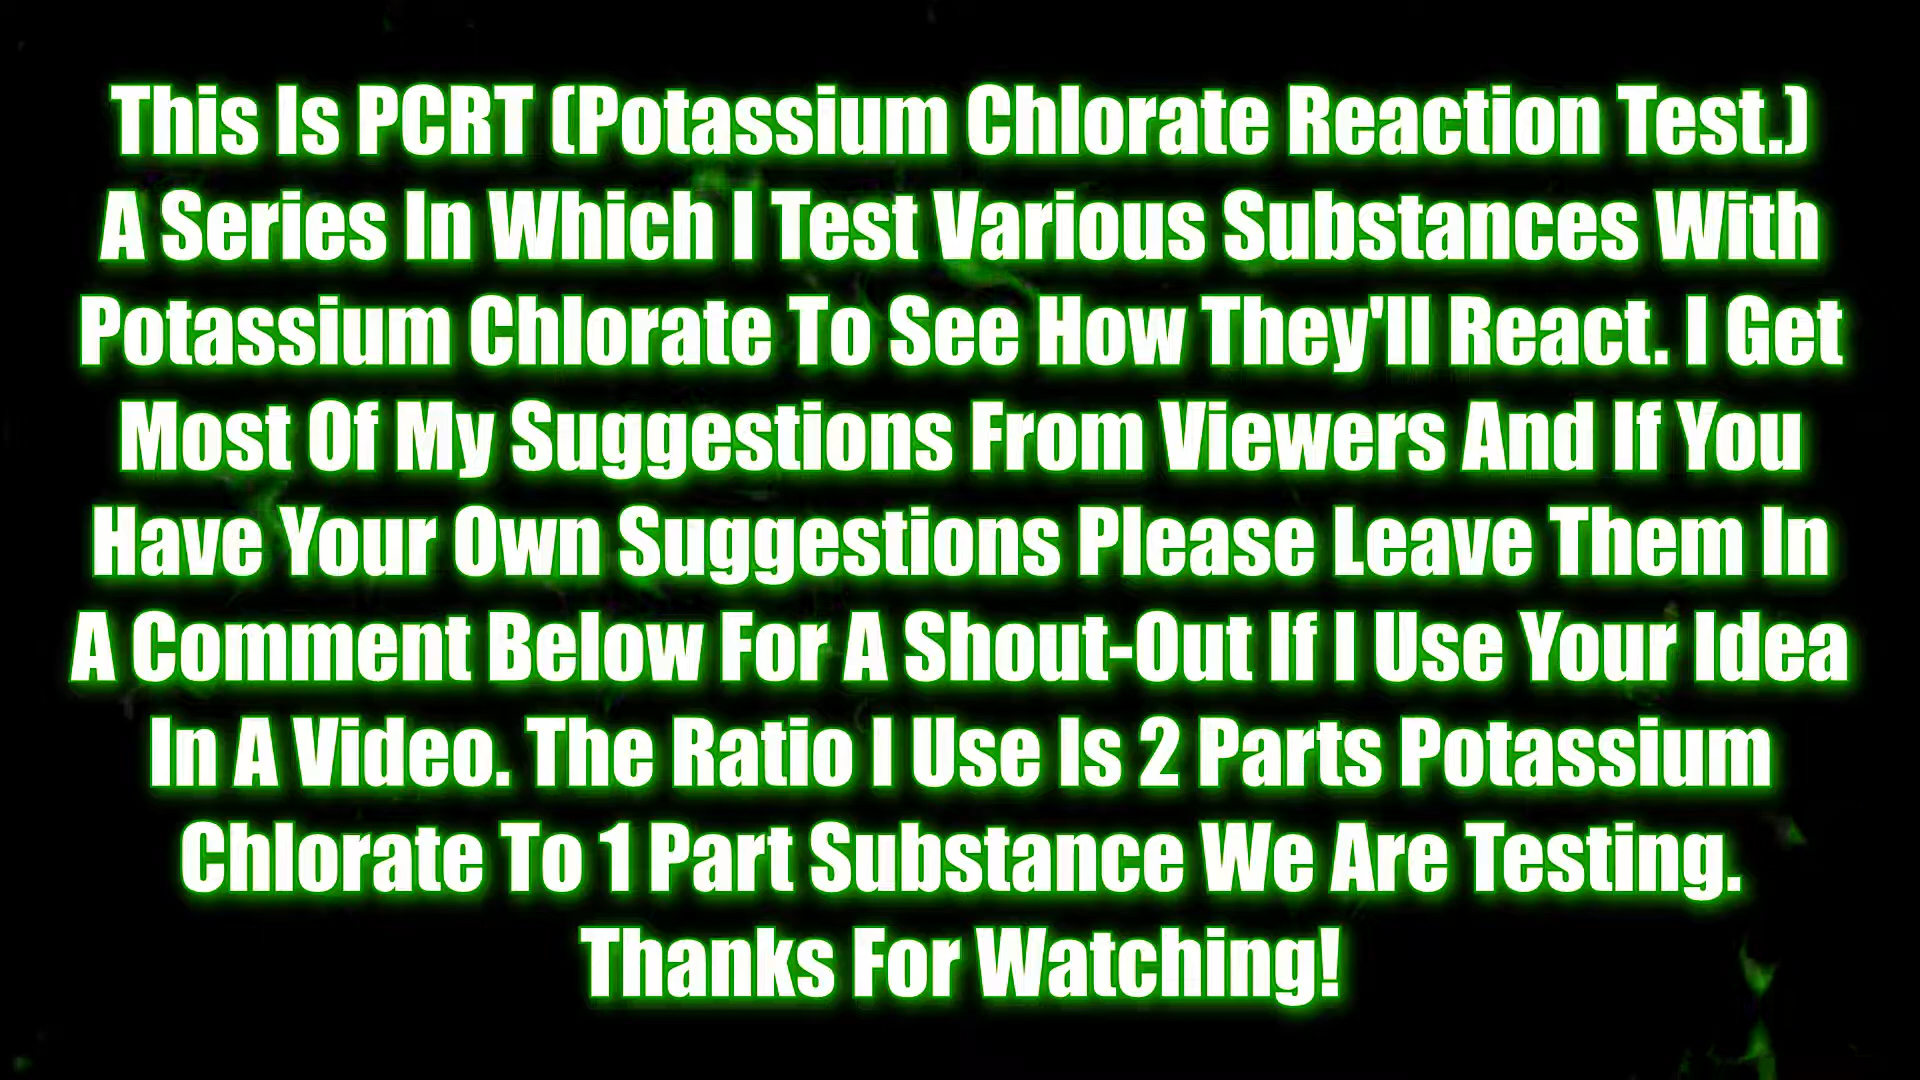 This Is PCRT (Potassium Chlorate Reaction Test.)
A Series In Which I Test Various Substances With
Potassium Chlorate To See How They'll React. I Get
Most Of My Suggestions From Viewers And If You
Have Your Own Suggestions Please Leave Them In
A Comment Below For A Shout-Out If I Use Your Idea
In A Video. The Ratio I Use Is 2 Parts Potassium
Chlorate To 1 Part Substance We Are Testing.
Thanks For Watching!